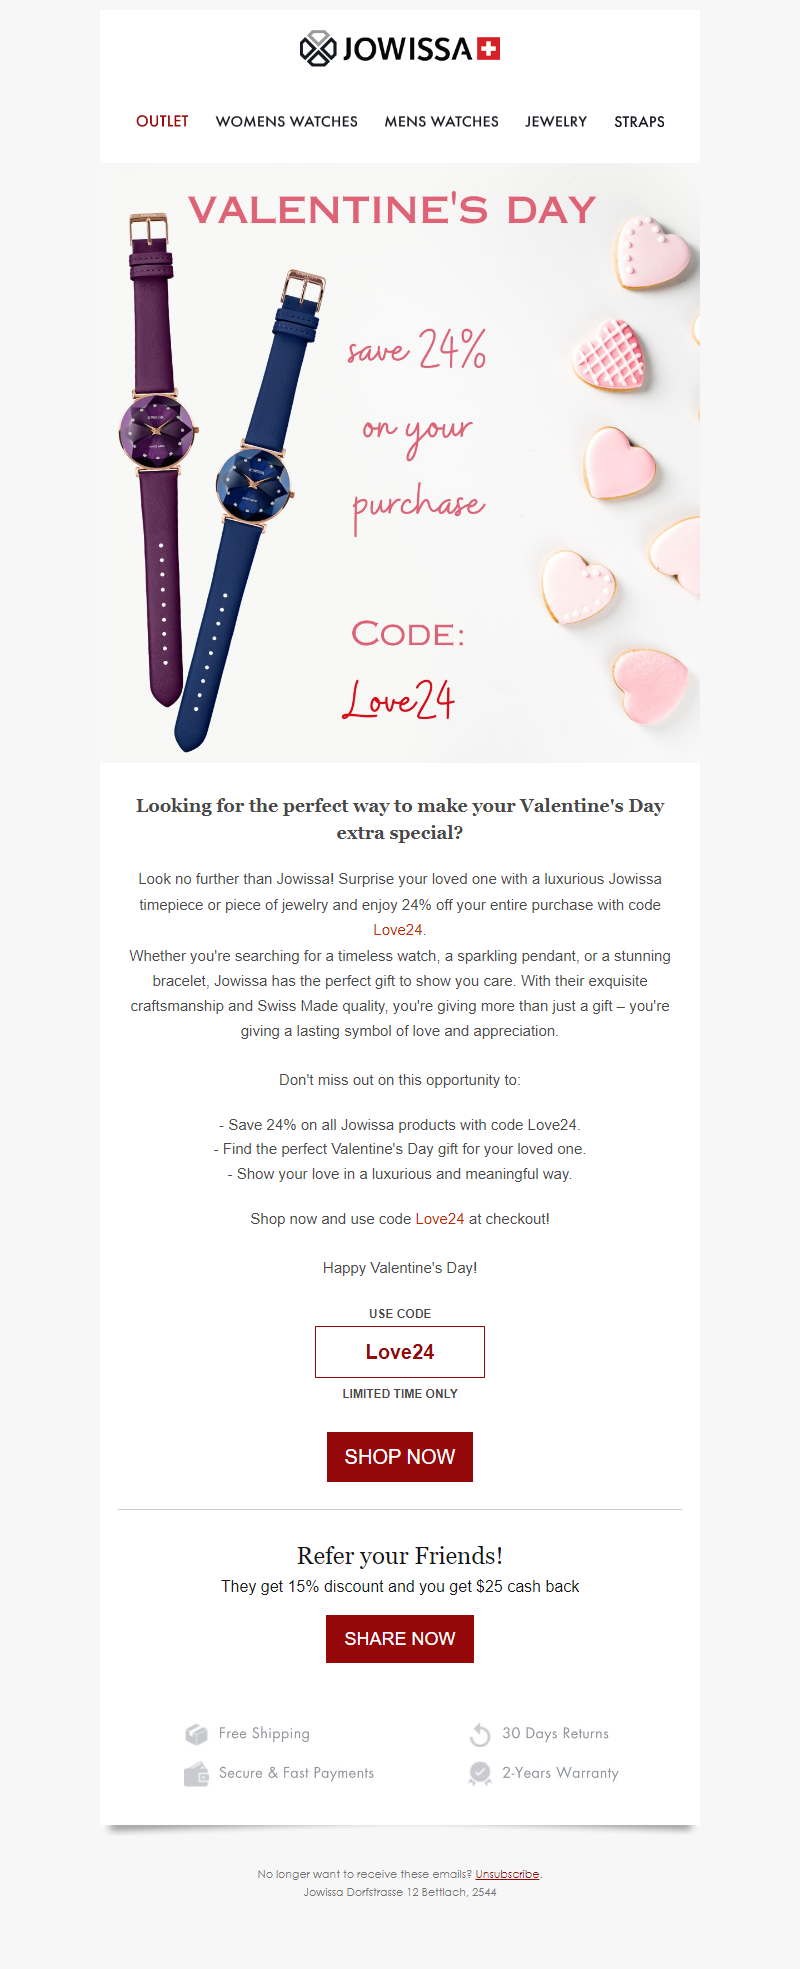 JOWISSA
OUTLET WOMENS WATCHES MENS WATCHES JEWELRY STRAPS
VALENTINE'S DAY
save 24%
on your
purchase
CODE:
Love24
Looking for the perfect way to make your Valentine's Day
extra special?
Look no further than Jowissa! Surprise your loved one with a luxurious Jowissa
timepiece or piece of jewelry and enjoy 24% off your entire purchase with code
Love24.
Whether you're searching for a timeless watch, a sparkling pendant, or a stunning
bracelet, Jowissa has the perfect gift to show you care. With their exquisite
craftsmanship and Swiss Made quality, you're giving more than just a gift – you're
giving a lasting symbol of love and appreciation.
Don't miss out on this opportunity to:
- Save 24% on all Jowissa products with code Love24.
- Find the perfect Valentine's Day gift for your loved one.
- Show your love in a luxurious and meaningful way.
Shop now and use code Love24 at checkout!
Happy Valentine's Day!
USE CODE
Love24
LIMITED TIME ONLY
SHOP NOW
Refer your Friends!
They get 15% discount and you get $25 cash back
SHARE NOW
Free Shipping
30 Days Returns
Secure & Fast Payments
2-Years Warranty
No longer want to receive these emails? Unsubscribe.
Jowissa Dorfstrasse 12 Bettlach, 2544